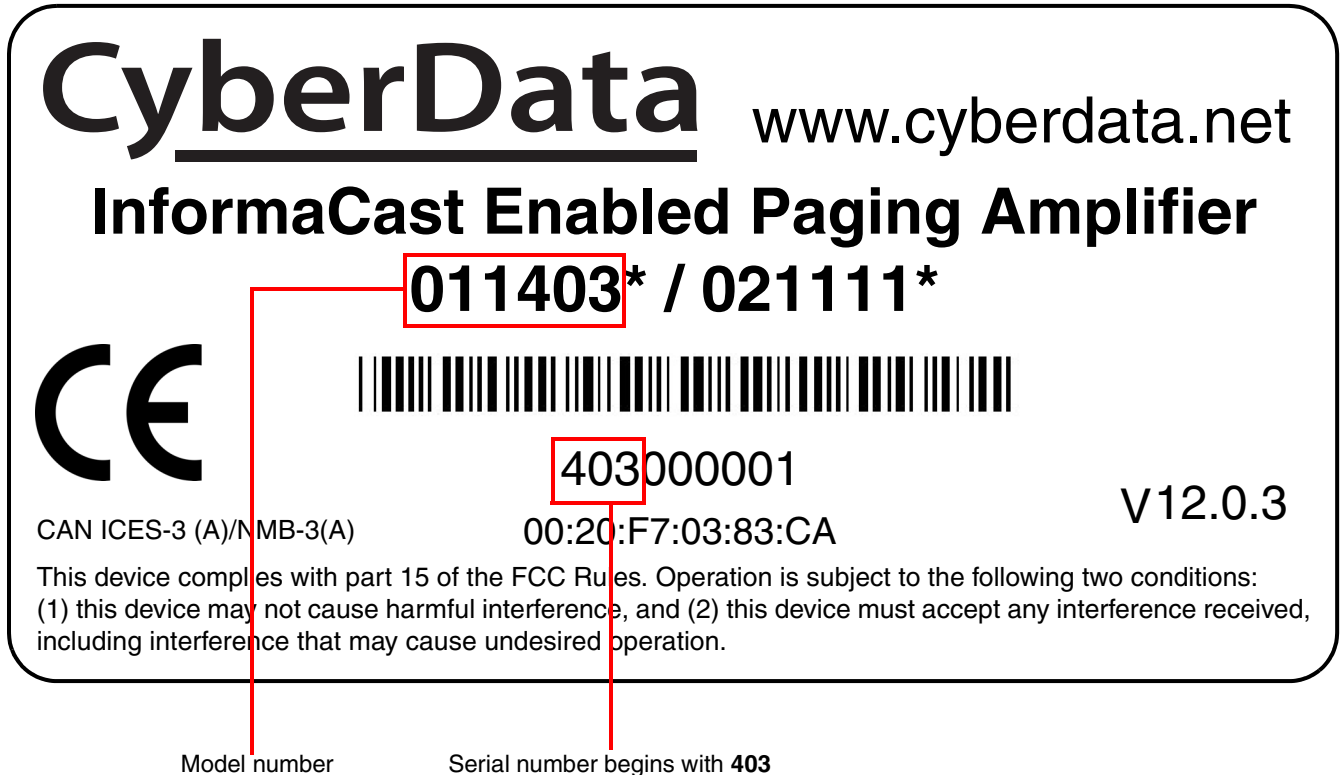 CyberData www.cyberdata.net
InformaCast Enabled Paging Amplifier
011403* / 021111*
CE
403000001
V12.0.3
CAN ICES-3 (A)/NMB-3(A) 00:20:F7:03:83:CA
This device complies with part 15 of the FCC Rules. Operation is subject to the following two conditions:
(1) this device may not cause harmful interference, and (2) this device must accept any interference received,
including interference that may cause undesired operation.
Model number Serial number begins with 403